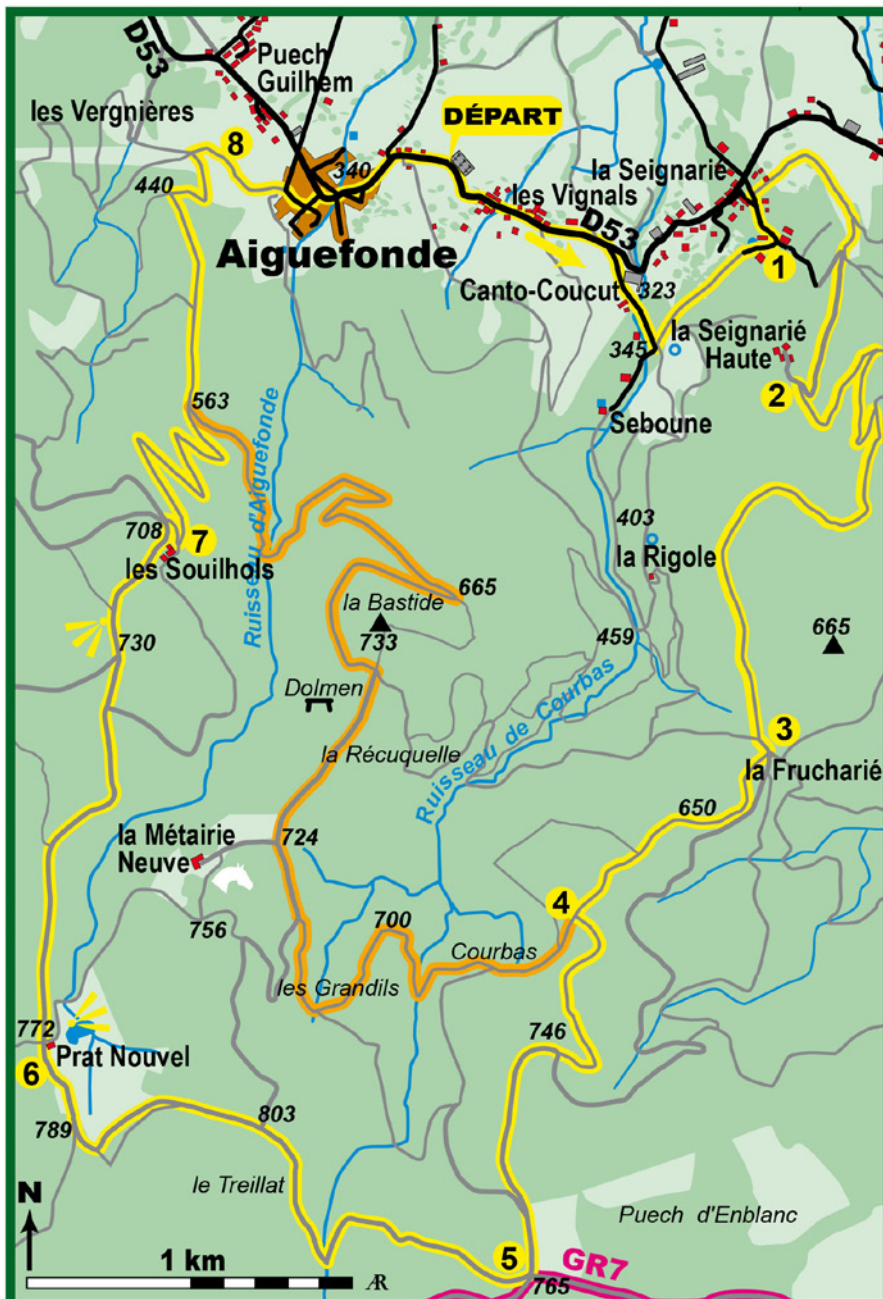 D53
Puech
Guilhem
les Vergnières
DÉPART
8
340
la Seignarié
les Vignals
440
D53
Aiguefonde
1
Canto-Coucut
323
la Seignarié
Haute
345
2
563
Seboune
Ruisseau d'Aiguefonde
403
708
7
la Rigole
les Souilhols
665
la Bastide
733
459
665
730
Dolmen
Ruisseau de Courbas
3
la Récuquelle
la Frucharié
650
la Métairie
Neuve
724
4
700
756
Courbas
les Grandils
746
772
Prat Nouvel
6
789
803
le Treillat
N
Puech d'Enblanc
1 km
5
GR7
AR
765